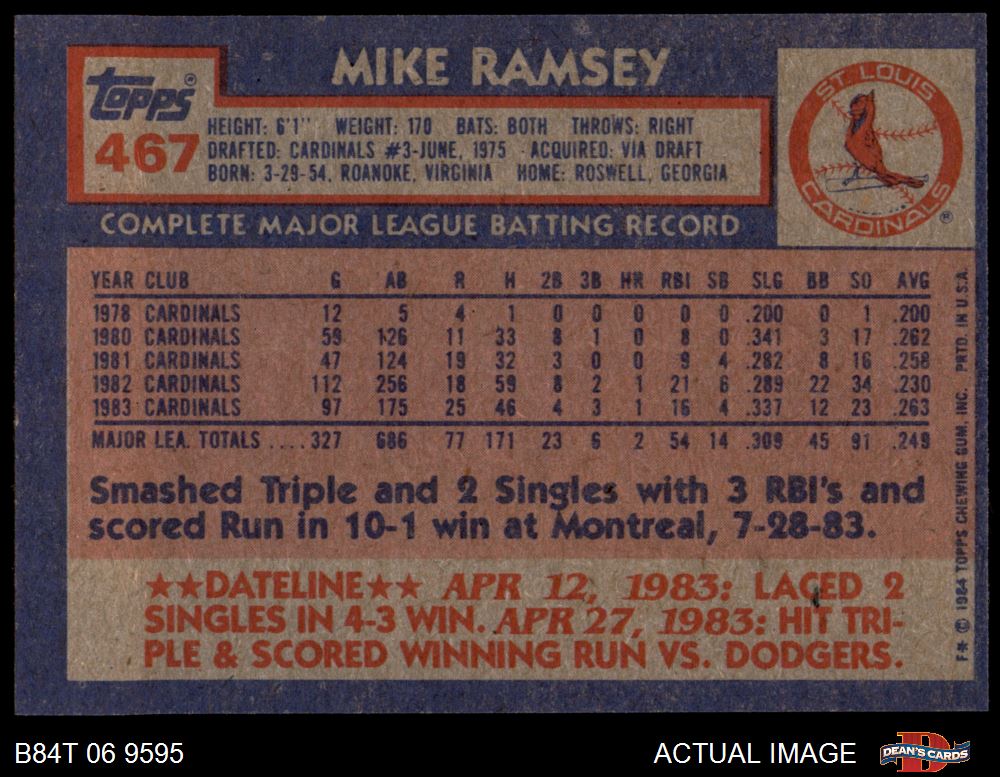 MIKE RAMSEY
Topps®
467
HEIGHT: 6'1" WEIGHT: 170 BATS: BOTH THROWS: RIGHT
DRAFTED: CARDINALS #3-JUNE, 1975 - ACQUIRED: VIA DRAFT
BORN: 3-29-54, ROANOKE, VIRGINIA HOME: ROSWELL, GEORGIA
ST. LOUIS
CARDINALS
®
COMPLETE MAJOR LEAGUE BATTING RECORD
YEAR CLUB G AB R H 2B 3B HR RBI SB SLG BB SO AVG
1978 CARDINALS 12 5 4 1 0 0 0 0 0 .200 0 1 .200
1980 CARDINALS 59 126 11 33 8 1 0 8 0 .341 3 17 .262
1981 CARDINALS 47 124 19 32 3 0 0 9 4 .282 8 16 .258
1982 CARDINALS 112 256 18 59 8 2 1 21 6 .289 22 34 .230
1983 CARDINALS 97 175 25 46 4 3 1 16 4 .337 12 23 .263
MAJOR LEA. TOTALS .... 327 686 77 171 23 6 2 54 14 .309 45 91 .249
Smashed Triple and 2 Singles with 3 RBI's and
scored Run in 10-1 win at Montreal, 7-28-83.
★★DATELINE★★ APR 12, 1983: LACED 2
SINGLES IN 4-3 WIN. APR 27, 1983: HIT TRI-
PLE & SCORED WINNING RUN VS. DODGERS.
F* © 1984 TOPPS CHEWING GUM, INC. PRTD. IN U.S.A.
B84T 06 9595
ACTUAL IMAGE
DEAN'S CARDS